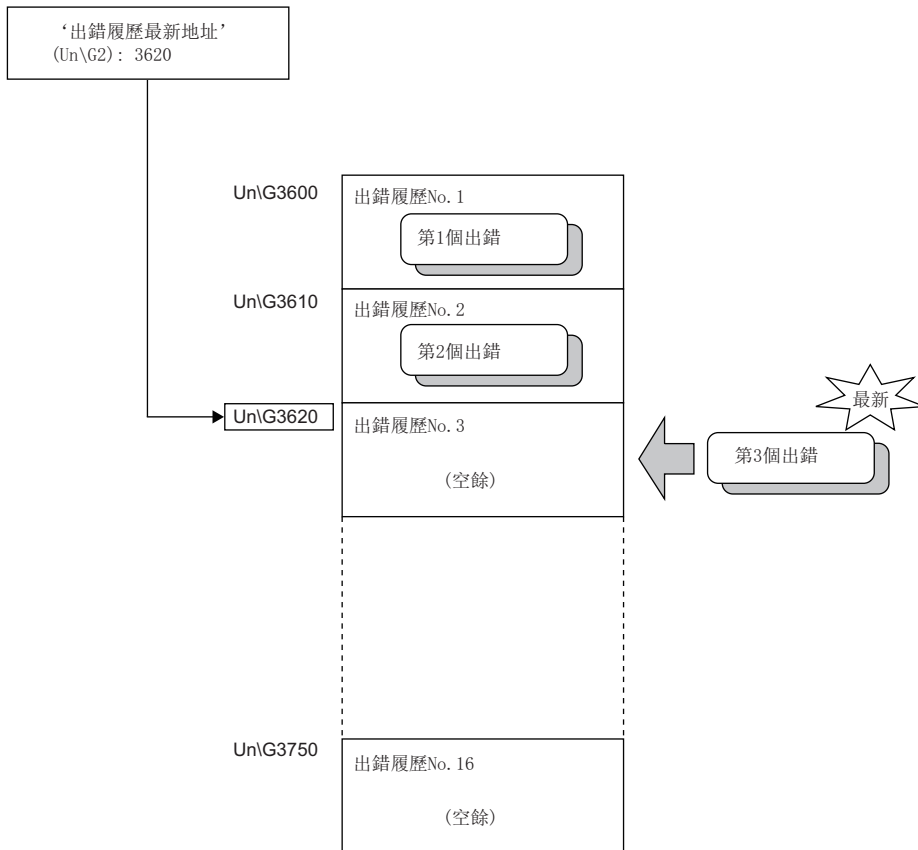 ‘出錯履歷最新地址’
(Un\G2): 3620
Un\G3600
出錯履歷No.1
第1個出錯
Un\G3610
出錯履歷No.2
第2個出錯
Un\G3620
出錯履歷No.3
(空餘)
最新
第3個出錯
Un\G3750
出錯履歷No.16
(空餘)